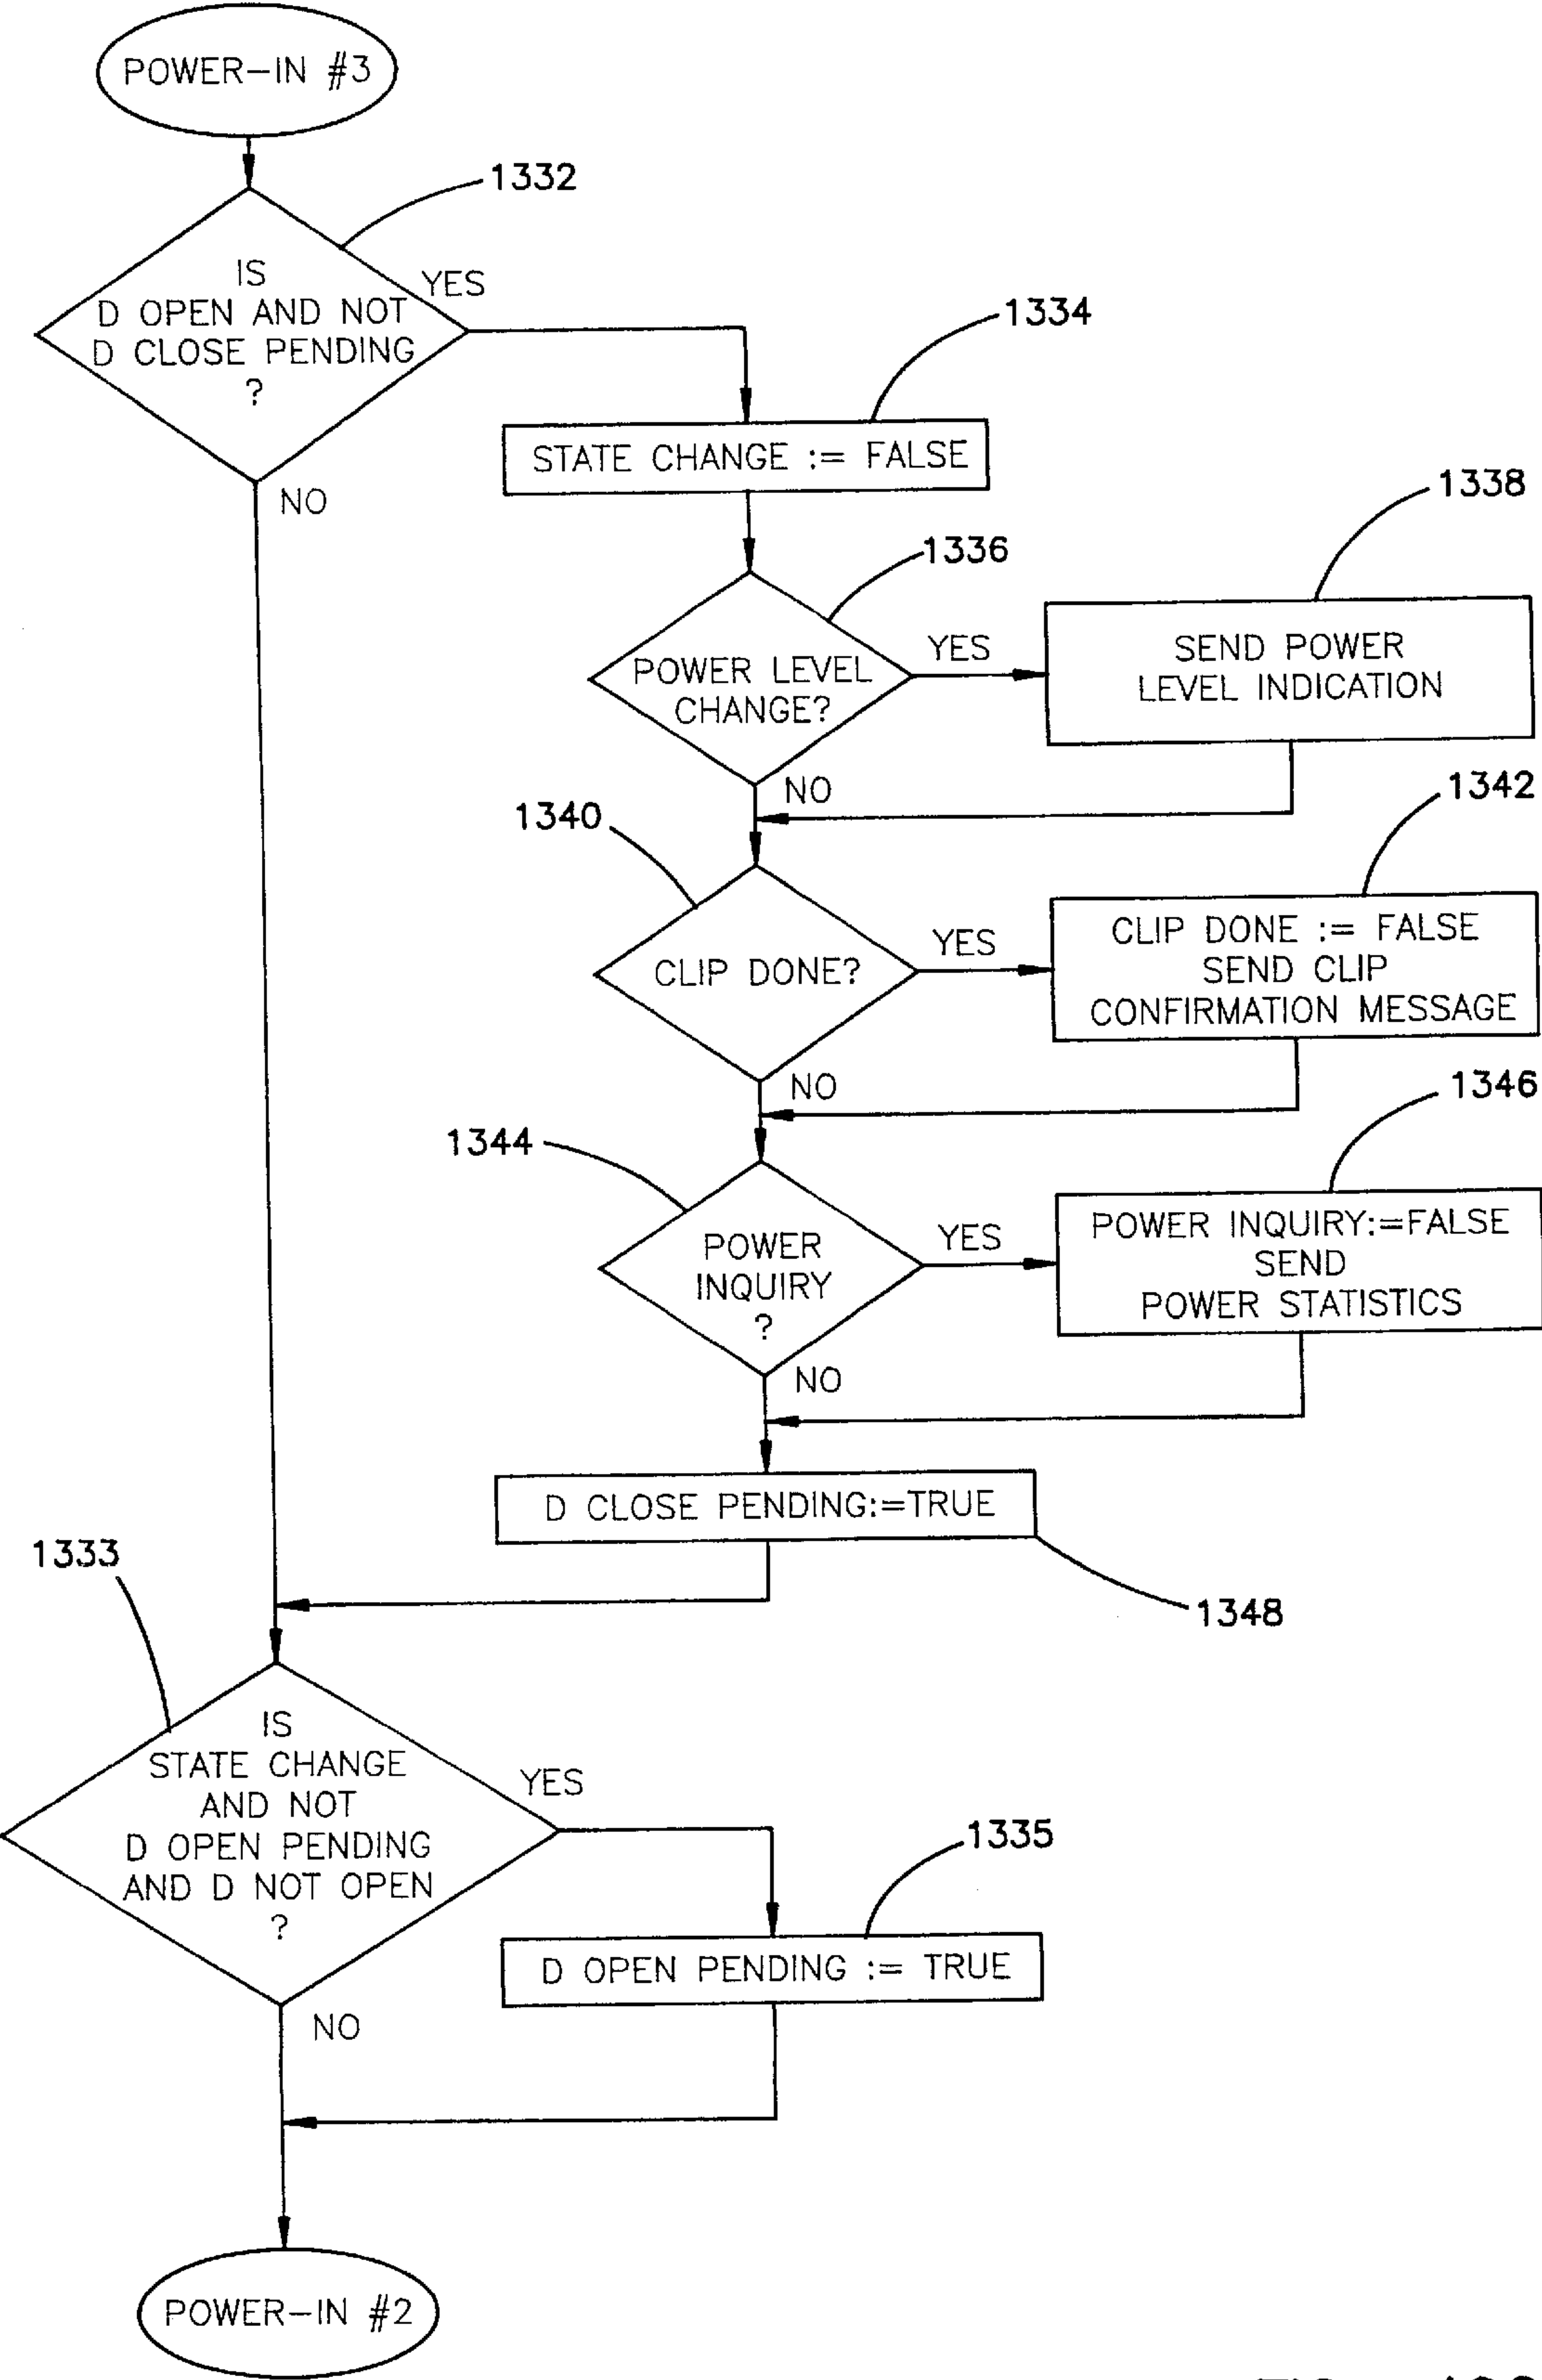 POWER-IN #3
1332
IS
D OPEN AND NOT
D CLOSE PENDING
?
YES
NO
1334
STATE CHANGE := FALSE
1336
POWER LEVEL
CHANGE?
YES
NO
1338
SEND POWER
LEVEL INDICATION
1340
CLIP DONE?
YES
NO
1342
CLIP DONE := FALSE
SEND CLIP
CONFIRMATION MESSAGE
1344
POWER
INQUIRY
?
YES
NO
1346
POWER INQUIRY:=FALSE
SEND
POWER STATISTICS
D CLOSE PENDING:=TRUE
1348
1333
IS
STATE CHANGE
AND NOT
D OPEN PENDING
AND D NOT OPEN
?
YES
NO
1335
D OPEN PENDING := TRUE
POWER-IN #2